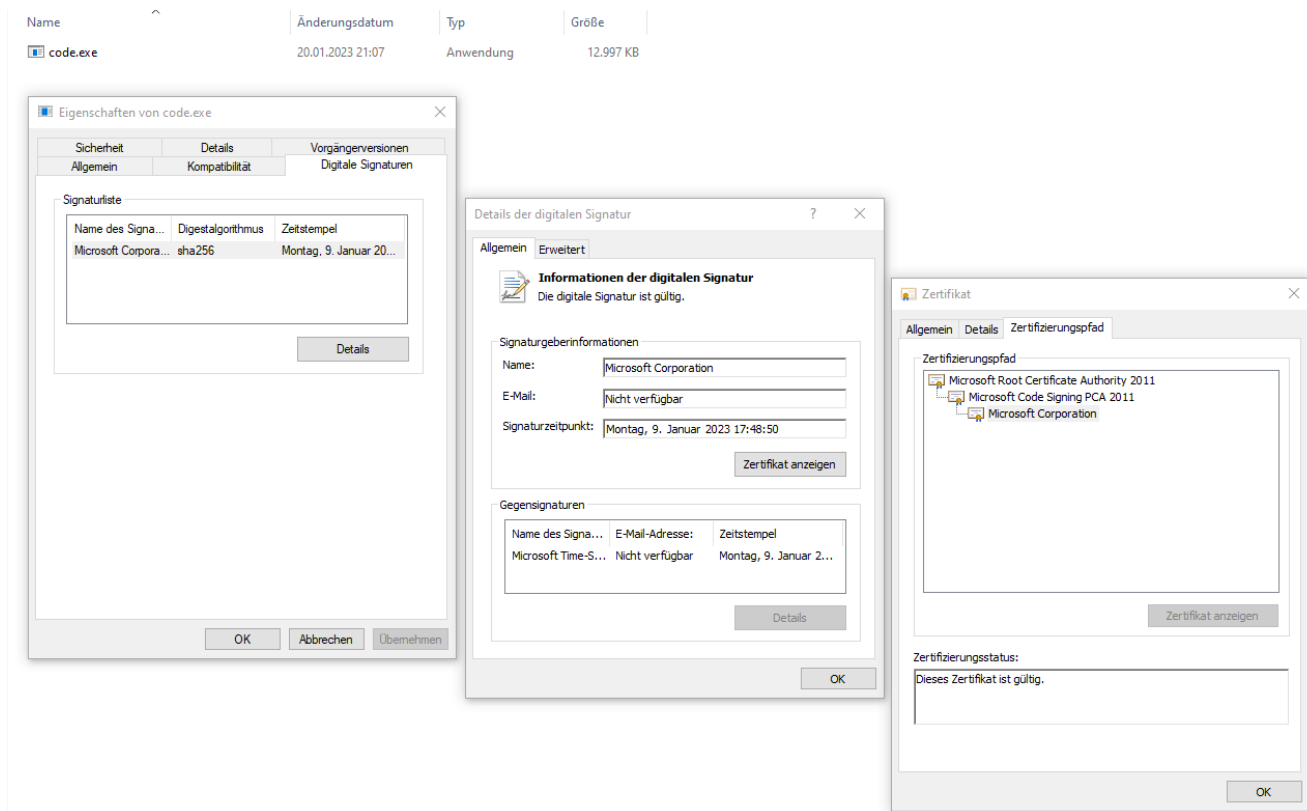 Name Änderungsdatum Typ Größe
code.exe 20.01.2023 21:07 Anwendung 12.997 KB
Eigenschaften von code.exe
Sicherheit Details Vorgängerversionen
Allgemein Kompatibilität Digitale Signaturen
Signaturliste
Name des Signa... Digestalgorithmus Zeitstempel
Microsoft Corpora... sha256 Montag, 9. Januar 20...
Details
OK Abbrechen Übernehmen
Details der digitalen Signatur ?
Allgemein Erweitert
Informationen der digitalen Signatur
Die digitale Signatur ist gültig.
Signaturgeberinformationen
Name: Microsoft Corporation
E-Mail: Nicht verfügbar
Signaturzeitpunkt: Montag, 9. Januar 2023 17:48:50
Zertifikat anzeigen
Gegensignaturen
Name des Signa... E-Mail-Adresse: Zeitstempel
Microsoft Time-S... Nicht verfügbar Montag, 9. Januar 2...
Details
OK
Zertifikat
Allgemein Details Zertifizierungspfad
Zertifizierungspfad
Microsoft Root Certificate Authority 2011
Microsoft Code Signing PCA 2011
Microsoft Corporation
Zertifikat anzeigen
Zertifizierungsstatus:
Dieses Zertifikat ist gültig.
OK